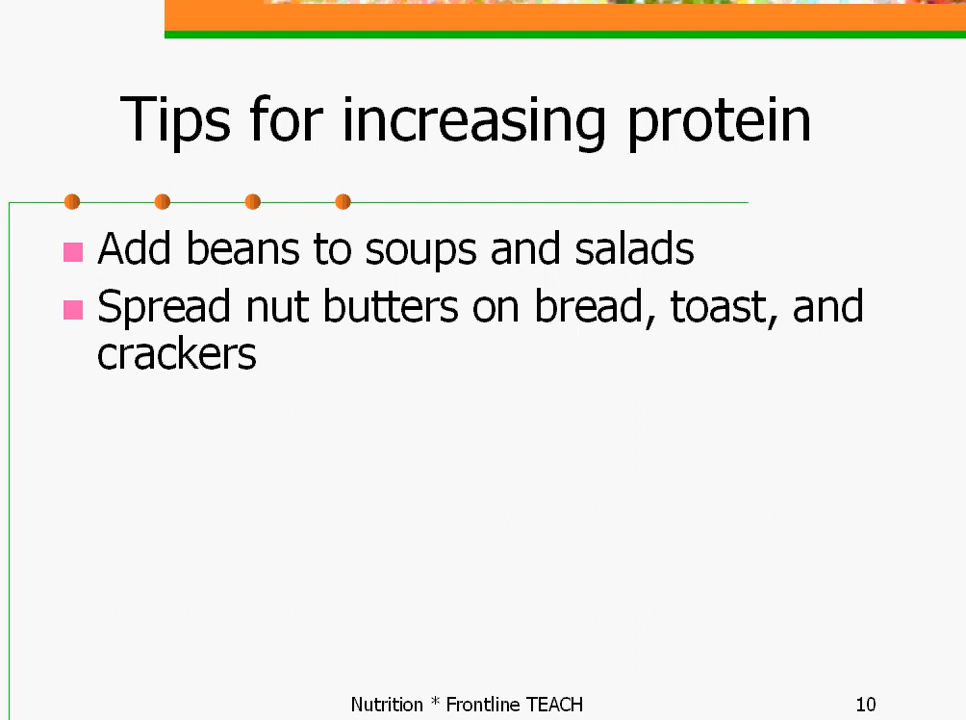 Tips for increasing protein
Add beans to soups and salads
Spread nut butters on bread, toast, and
crackers
Nutrition * Frontline TEACH
10